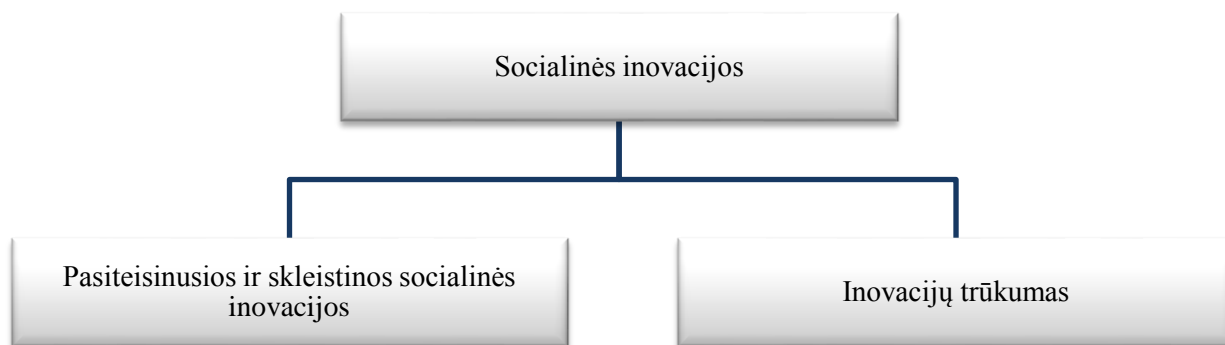 Socialinės inovacijos
Pasiteisinusios ir skleistinos socialinės
inovacijos
Inovacijų trūkumas